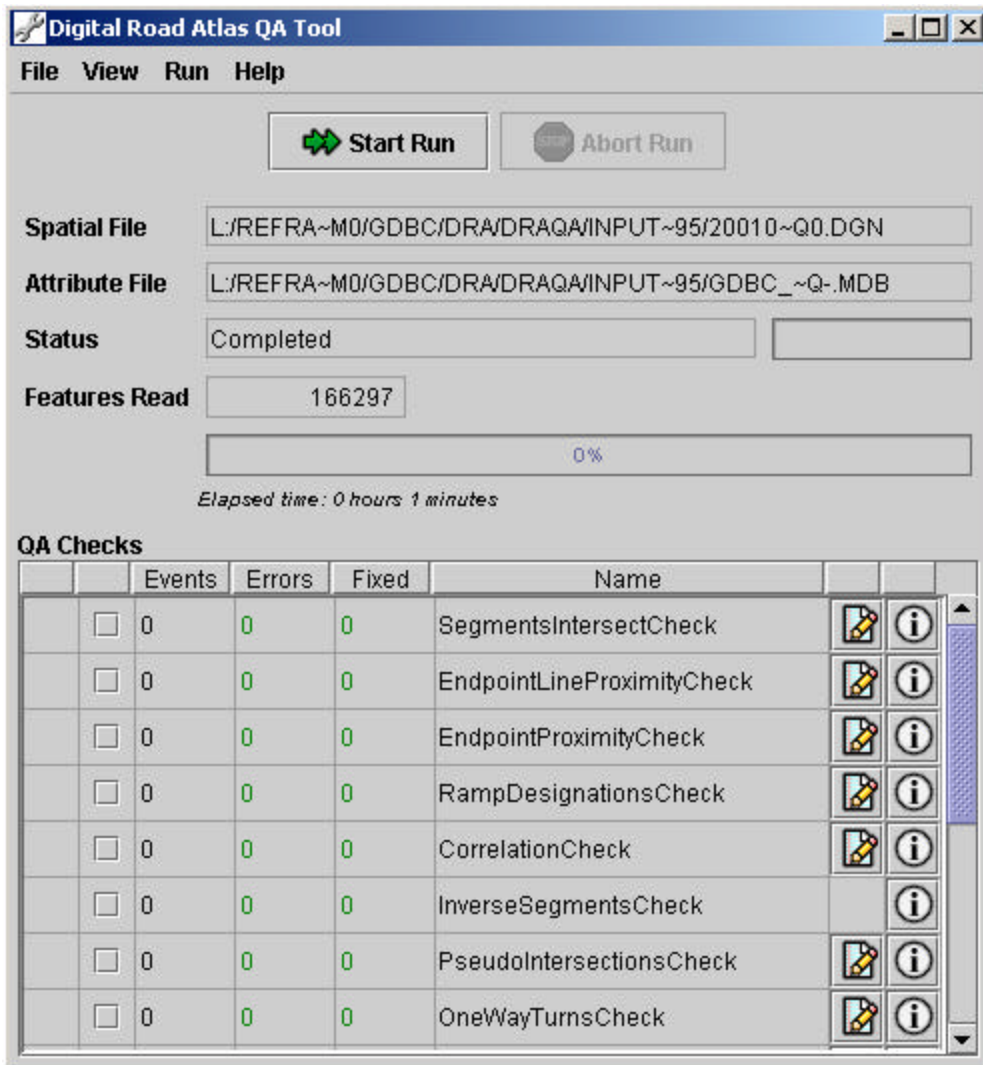 Digital Road Atlas QA Tool
File View Run Help
Start Run
STOP Abort Run
Spatial File L:/REFRA~M0/GDBC/DRA/DRAQA/INPUT~95/20010~Q0.DGN
Attribute File L:/REFRA~M0/GDBC/DRA/DRAQA/INPUT~95/GDBC_~Q-.MDB
Status Completed
Features Read 166297
0%
Elapsed time: 0 hours 1 minutes
QA Checks
Events Errors Fixed Name
0 0 0 SegmentsIntersectCheck
0 0 0 EndpointLineProximityCheck
0 0 0 EndpointProximityCheck
0 0 0 RampDesignationsCheck
0 0 0 CorrelationCheck
0 0 0 InverseSegmentsCheck
0 0 0 PseudoIntersectionsCheck
0 0 0 OneWayTurnsCheck